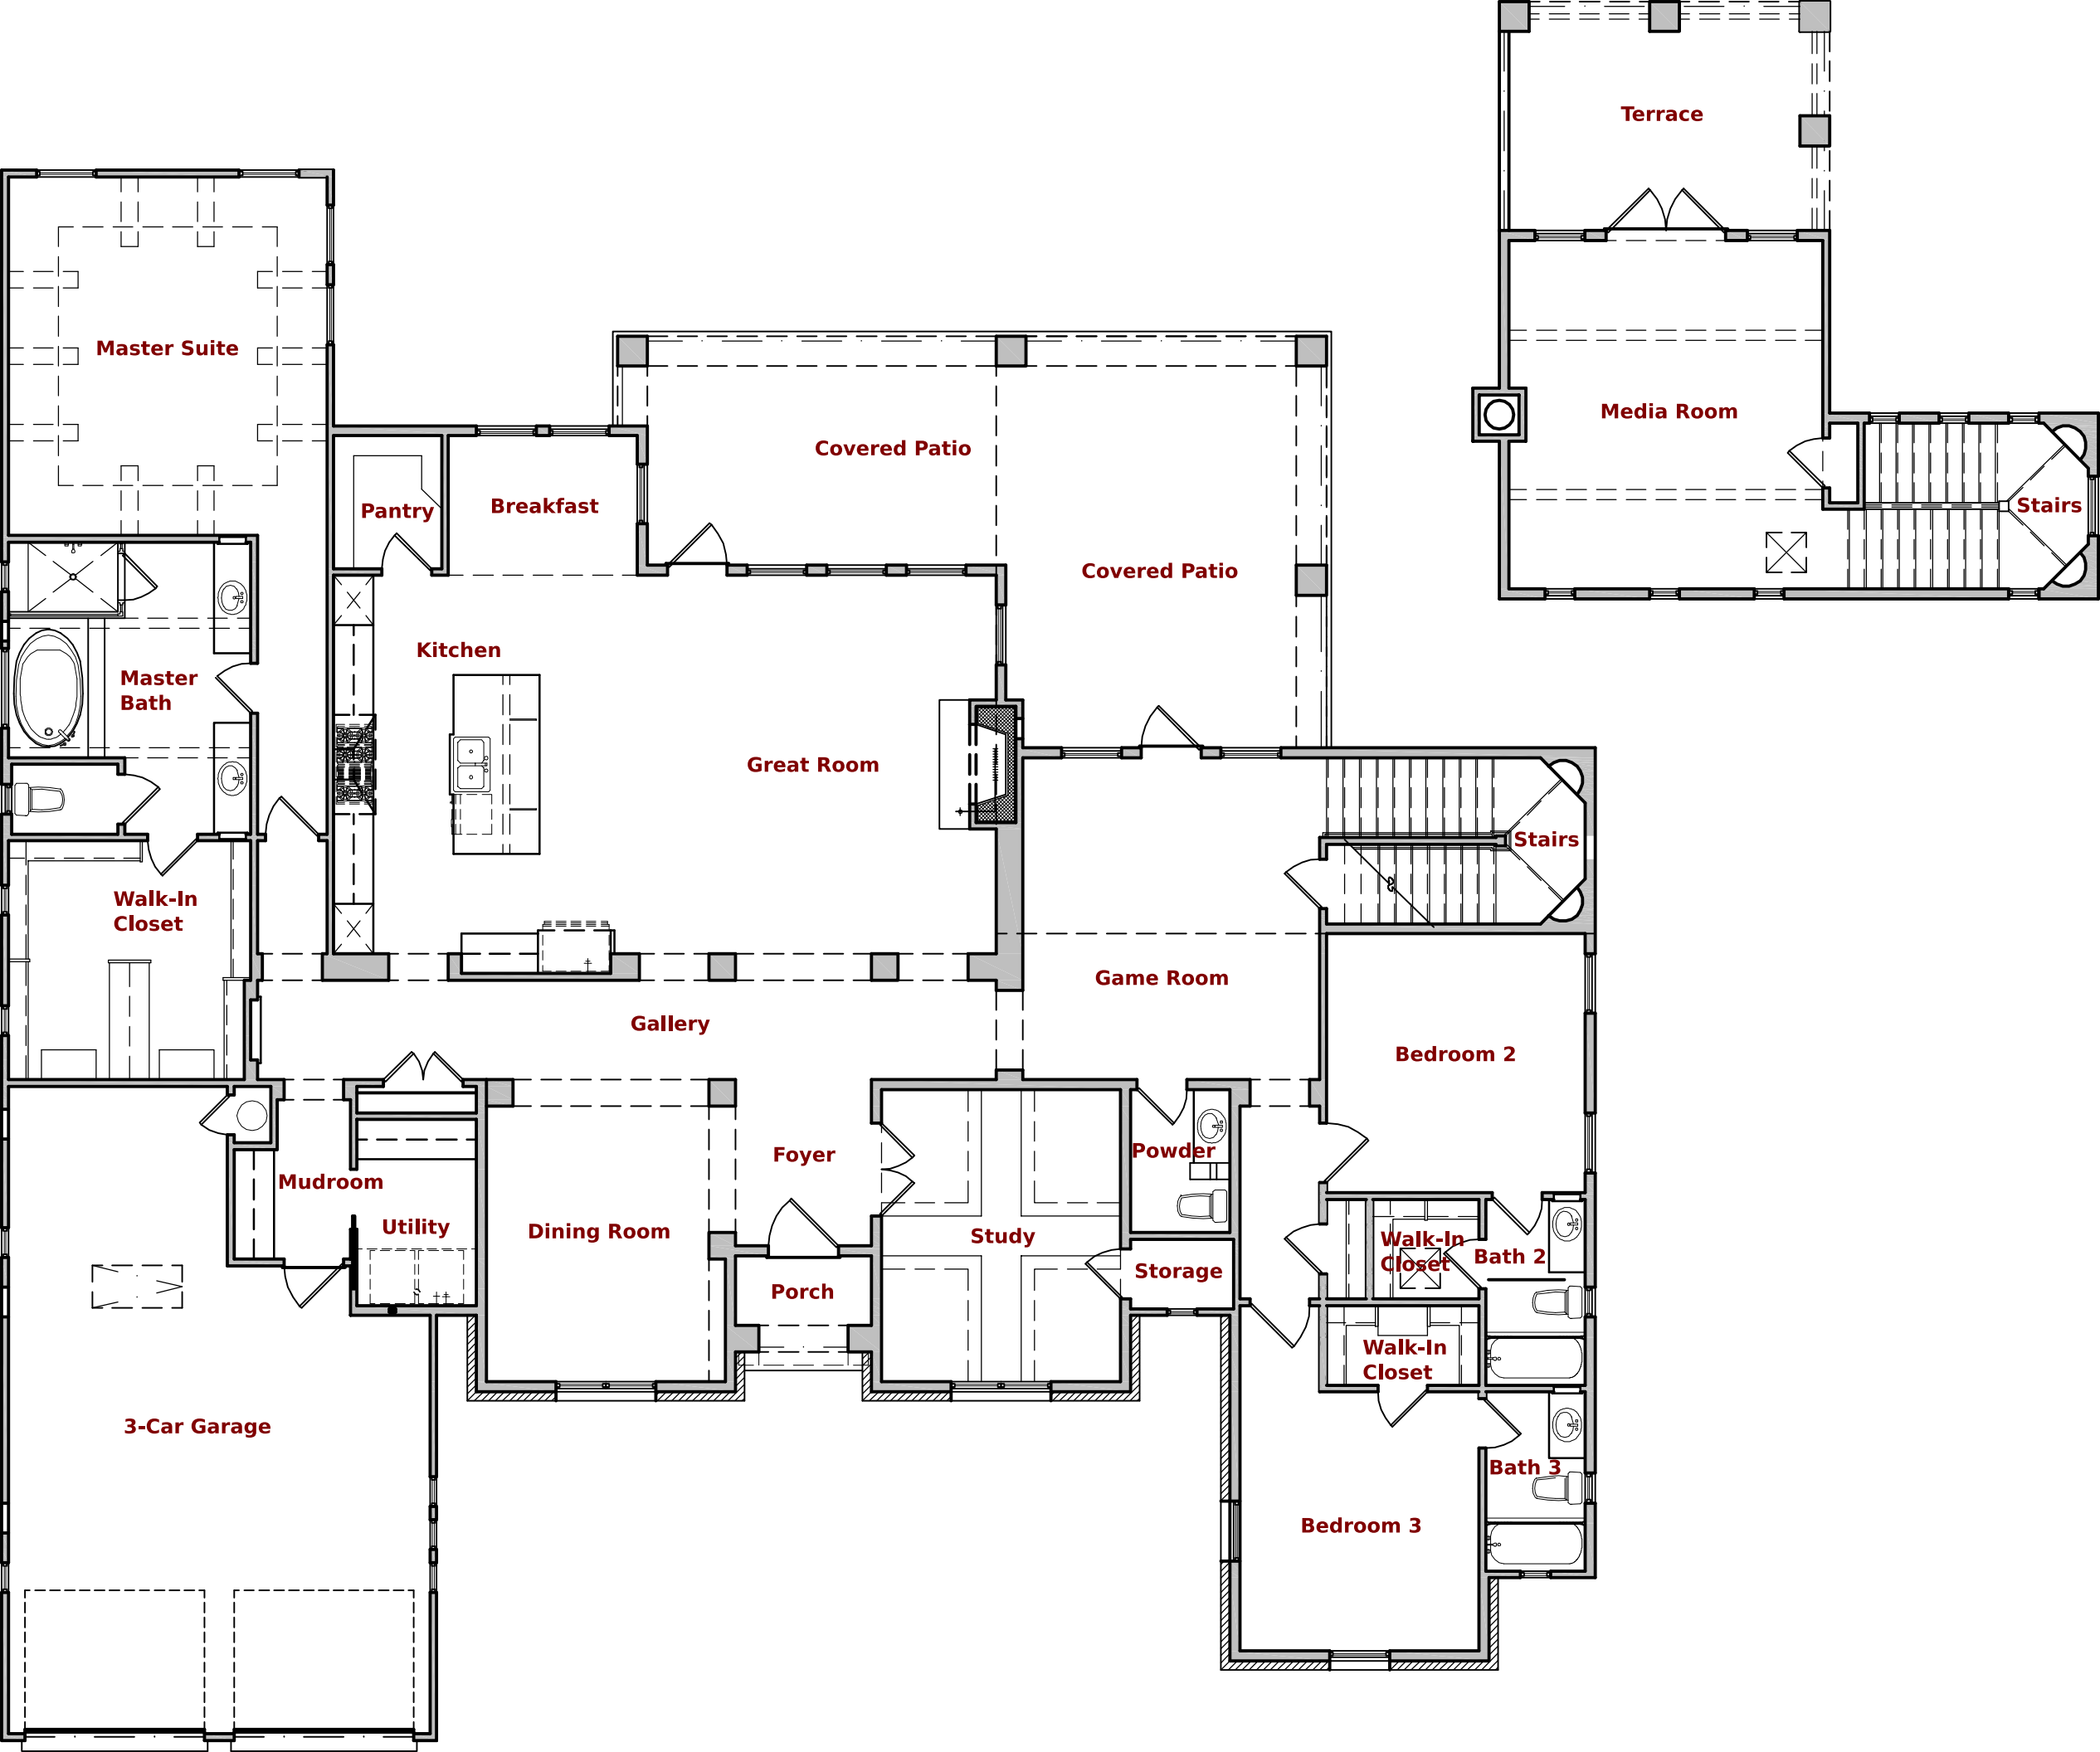 Terrace
Master Suite
Media Room
Covered Patio
Pantry
Breakfast
Stairs
Covered Patio
Kitchen
Master
Bath
Great Room
Stairs
Walk-In
Closet
Game Room
Gallery
Bedroom 2
Powder
Foyer
Mudroom
Utility
Dining Room
Study
Walk-In
Closet
Bath 2
Storage
Porch
Walk-In
Closet
3-Car Garage
Bath 3
Bedroom 3